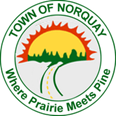 TOWN OF NORQUAY
Where Prairie Meets Pine